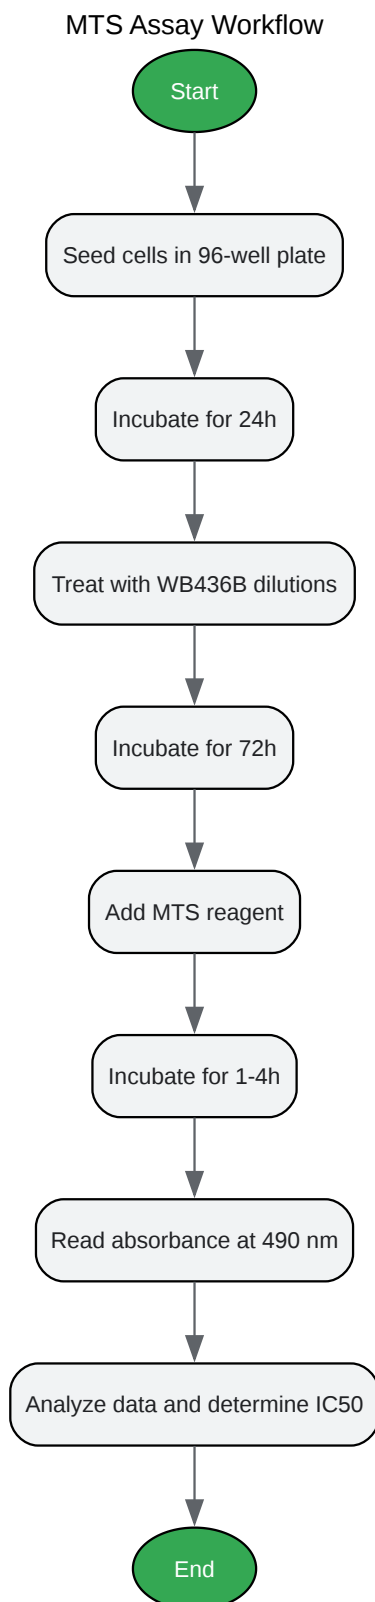 MTS Assay Workflow
Start
Seed cells in 96-well plate
Incubate for 24h
Treat with WB436B dilutions
Incubate for 72h
Add MTS reagent
Incubate for 1-4h
Read absorbance at 490 nm
Analyze data and determine IC50
End